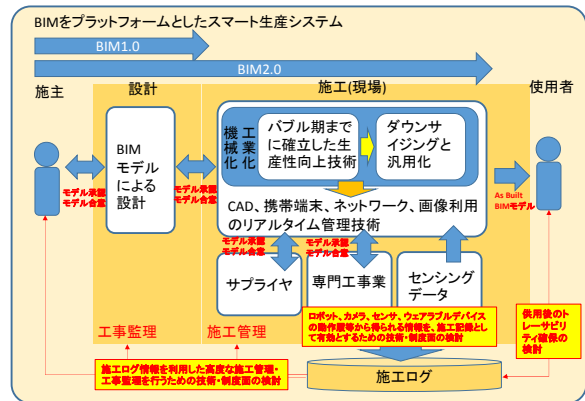 BIMをプラットフォームとしたスマート生産システム
BIM1.0
BIM2.0
施主
設計
施工(現場)
使用者
BIM
モデル
による
設計
機械化
工業化
バブル期まで
に確立した生
産性向上技術
ダウンサ
イジングと
汎用化
CAD、携帯端末、ネットワーク、画像利用
のリアルタイム管理技術
モデル承認
モデル合意
モデル承認
モデル合意
As Built
BIMモデル
モデル承認
モデル合意
モデル承認
モデル合意
サプライヤ
専門工事業
センシング
データ
ロボット、カメラ、センサ、ウェアラブルデバイス
の動作履等から得られる情報を、施工記録とし
て有効とするための技術・制度面の検討
供用後のト
レーサビ
リティ確保の
検討
工事監理
施工管理
施工ログ情報を利用した高度な施工管理・
工事監理を行うための技術・制度面の検討
施工ログ